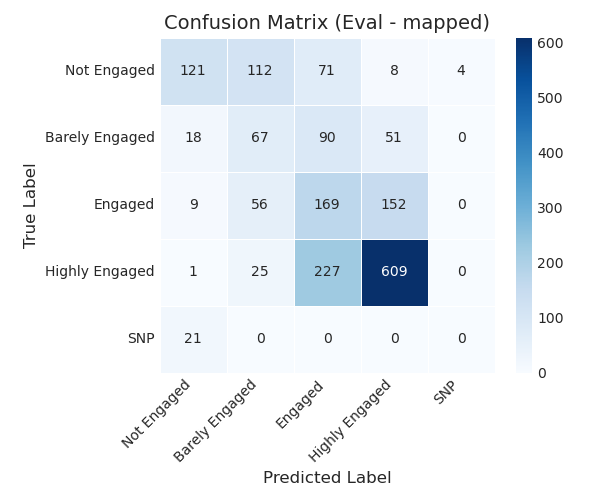 Confusion Matrix (Eval - mapped)
True Label
Not Engaged 121 112 71 8 4
Barely Engaged 18 67 90 51 0
Engaged 9 56 169 152 0
Highly Engaged 1 25 227 609 0
SNP 21 0 0 0 0
Not Engaged Barely Engaged Engaged Highly Engaged SNP
Predicted Label
600
500
400
300
200
100
0